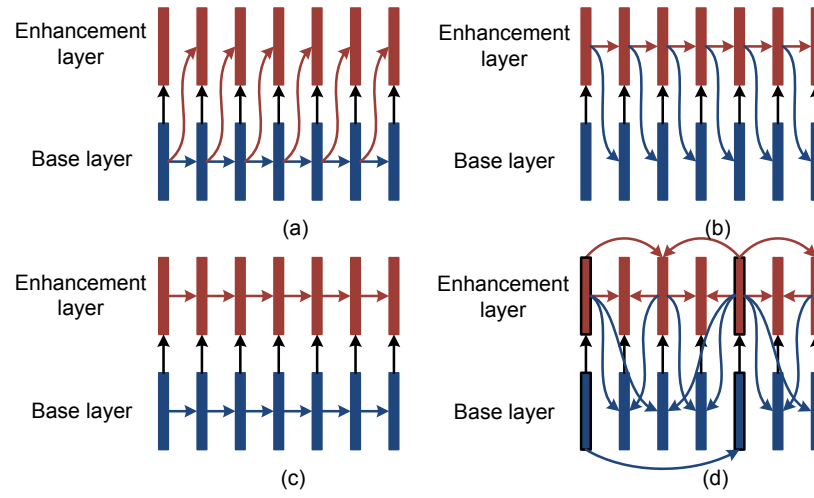 Enhancement
layer
Base layer
(a)
Enhancement
layer
Base layer
(b)
Enhancement
layer
Base layer
(c)
Enhancement
layer
Base layer
(d)